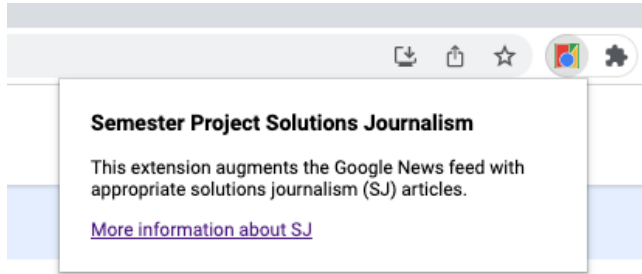 Semester Project Solutions Journalism
This extension augments the Google News feed with
appropriate solutions journalism (SJ) articles.
More information about SJ